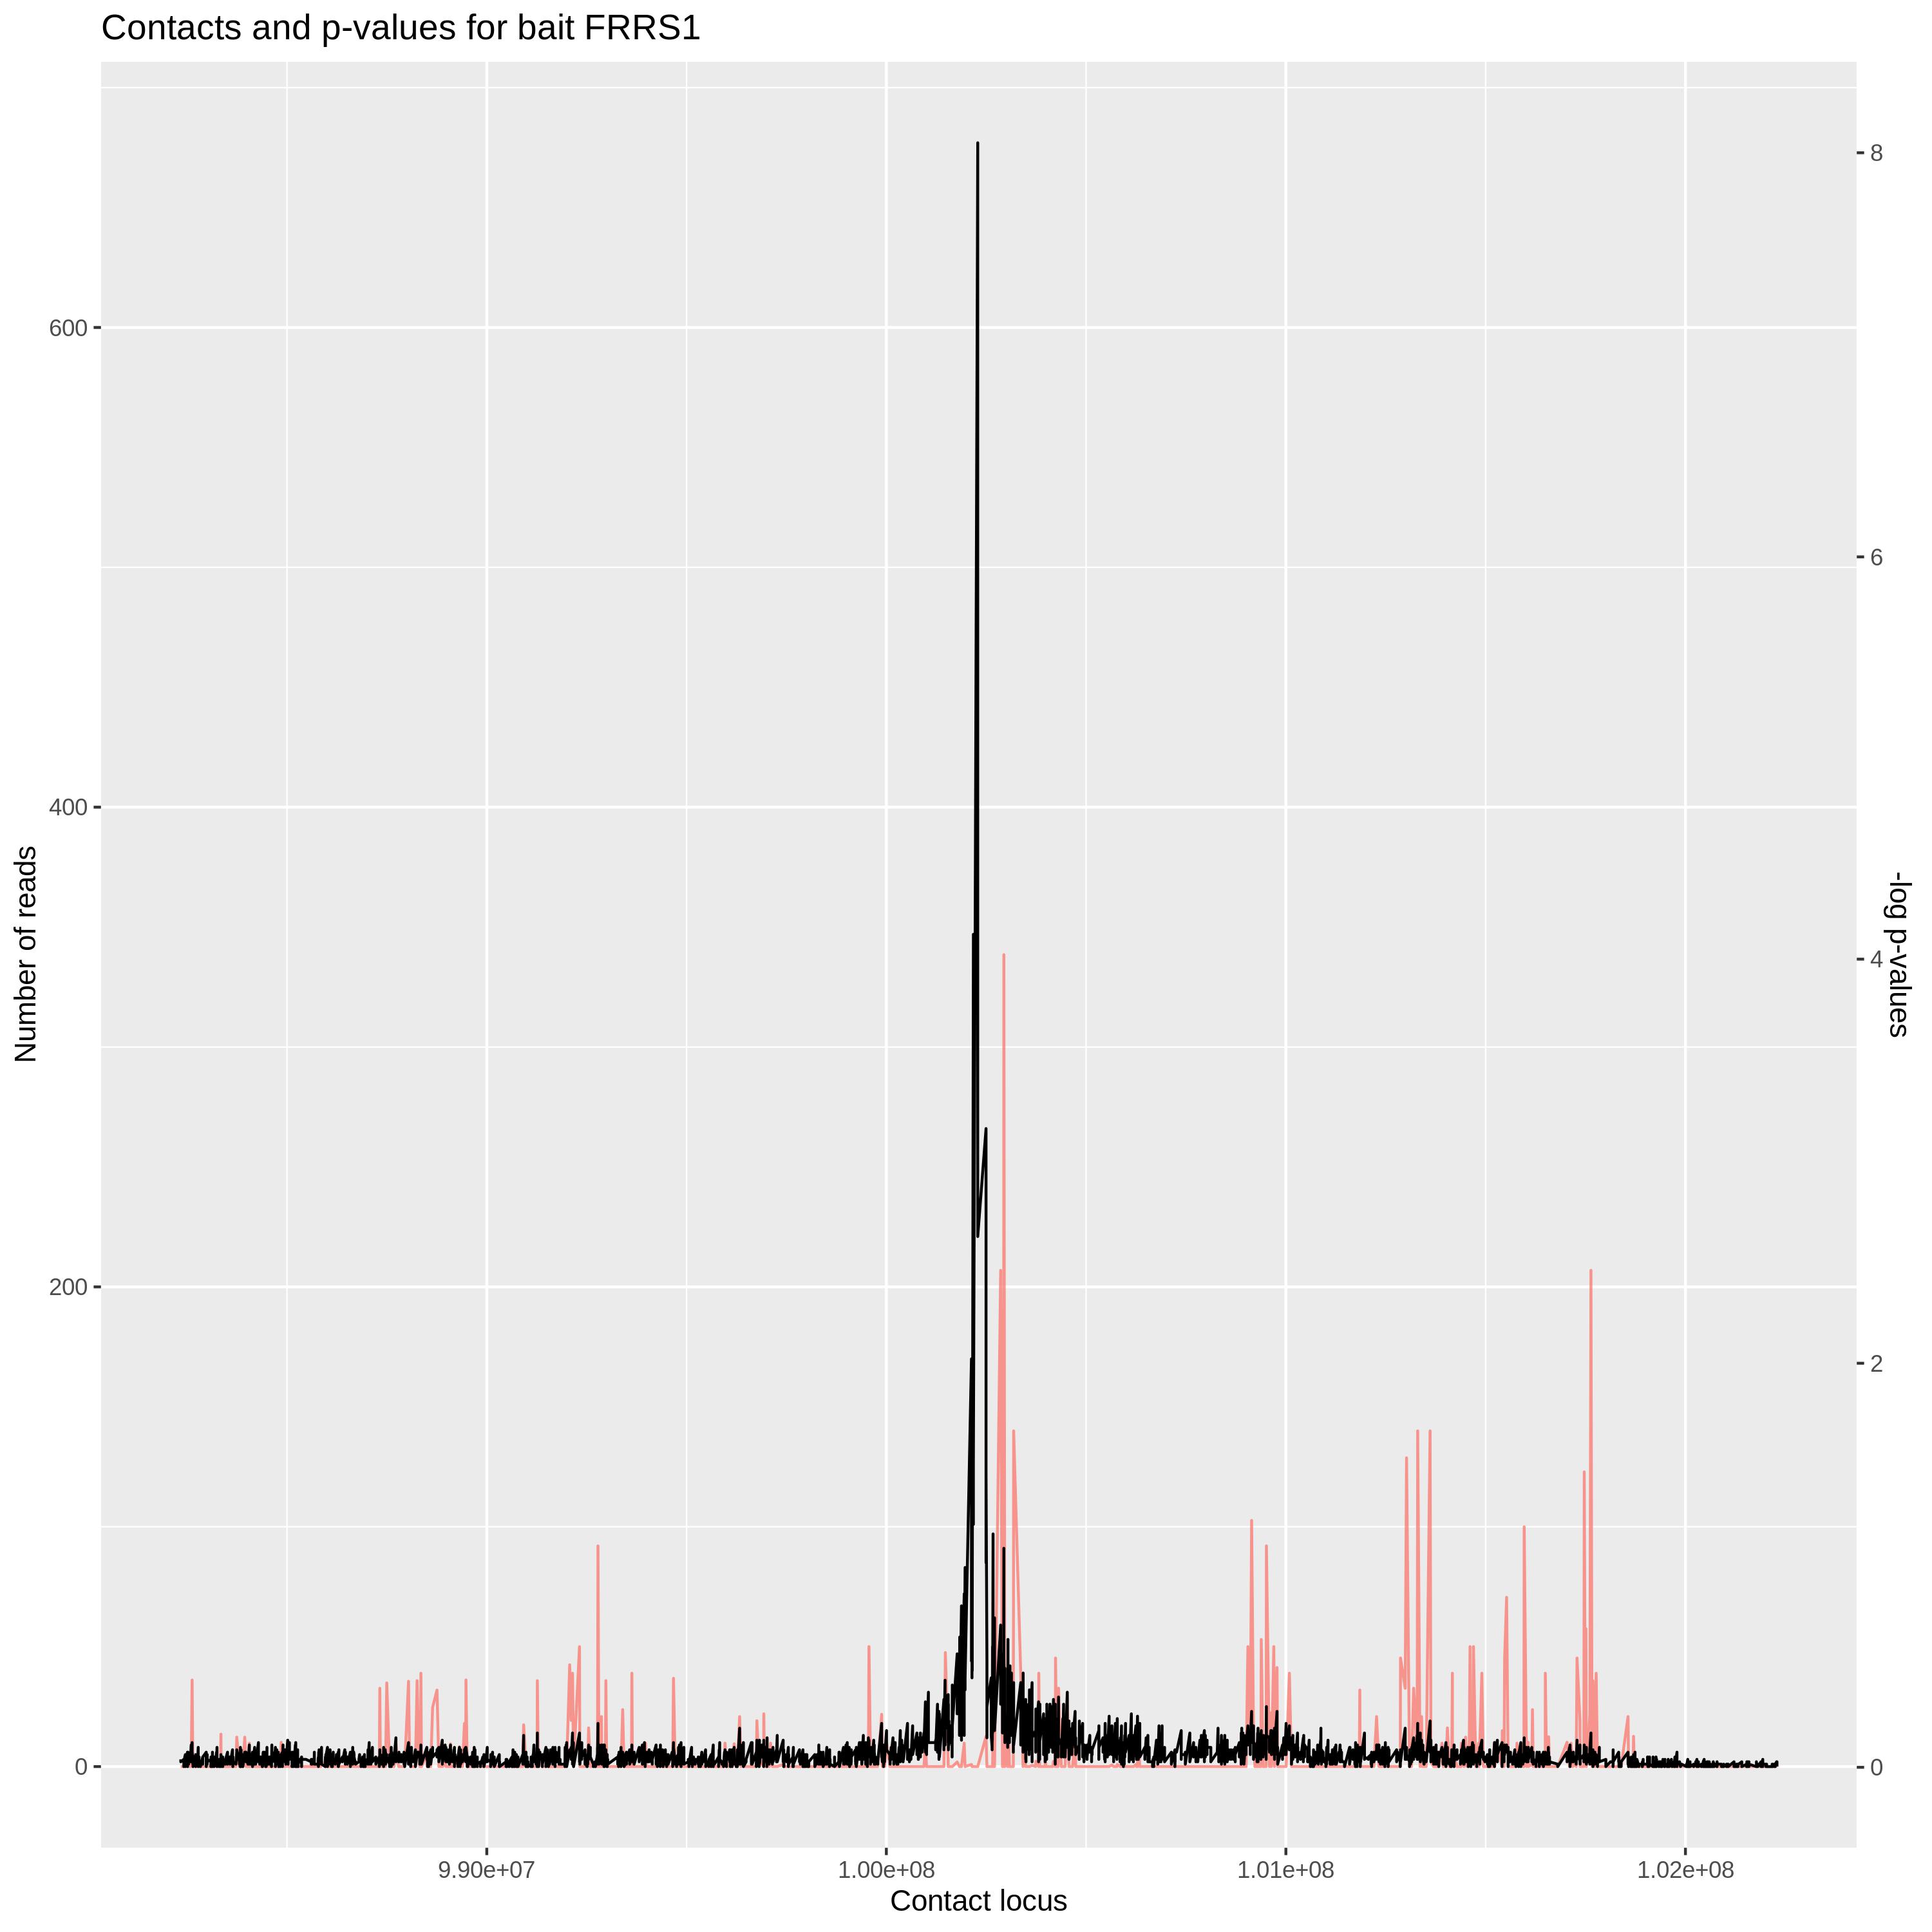 Contacts and p-values for bait FRRS1
Number of reads
600
400
200
0
8
6
4
2
0
-log p-values
9.90e+07
1.00e+08
1.01e+08
1.02e+08
Contact locus